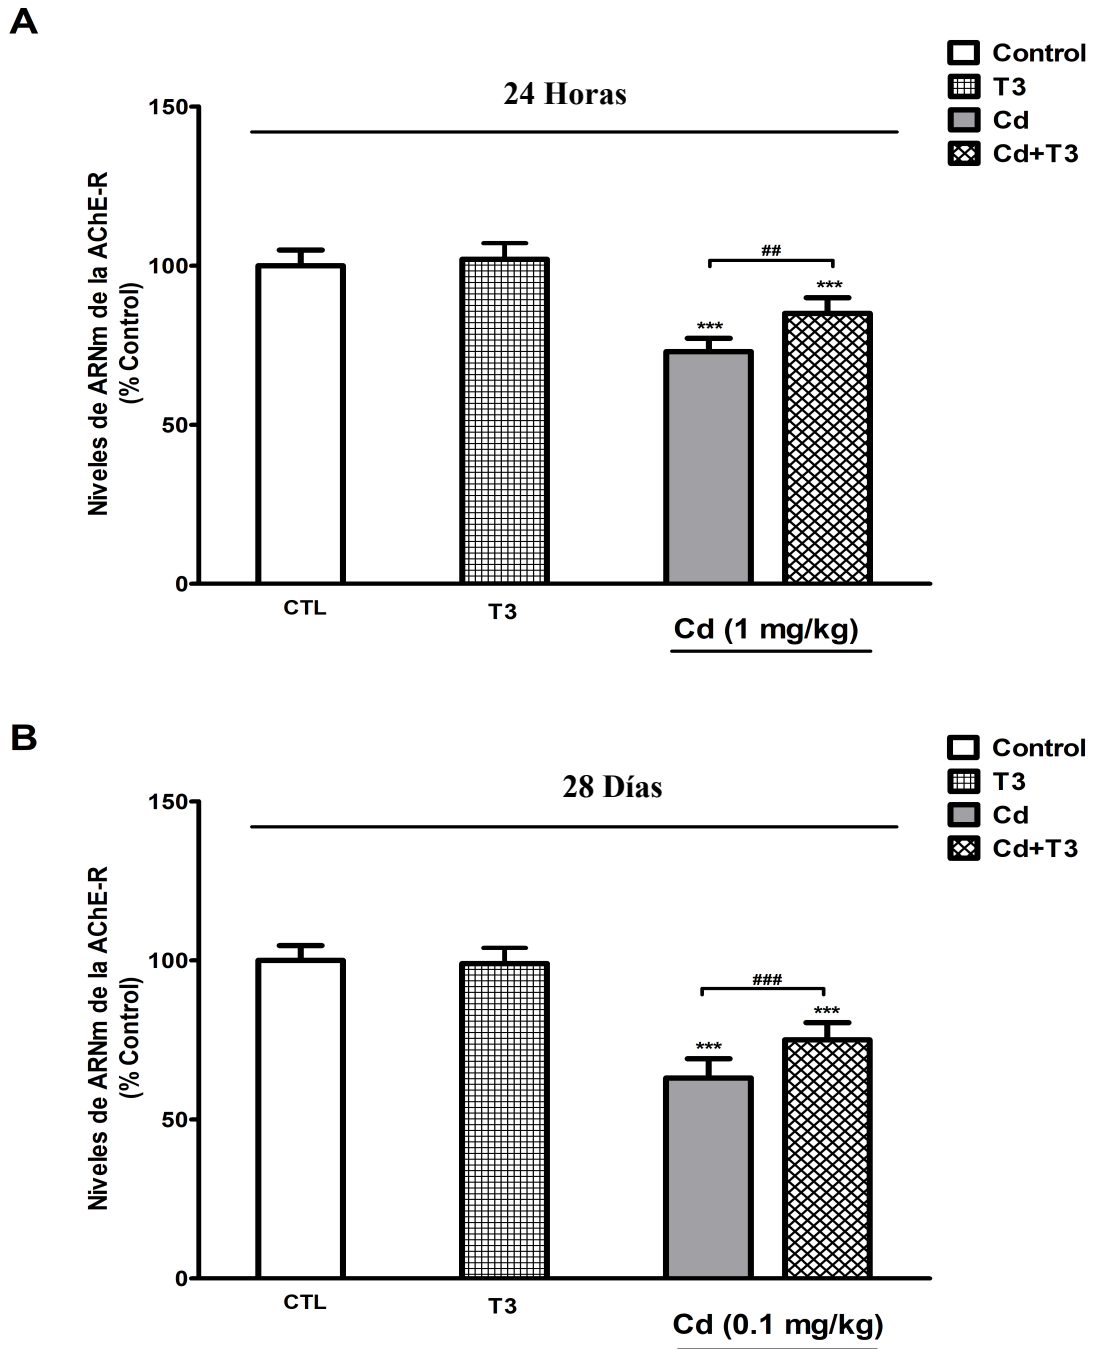 A
Control
T3
Cd
Cd+T3
24 Horas
150
100
50
0
Niveles de ARNm de la AChE-R
(% Control)
##
***
***
CTL
T3
Cd (1 mg/kg)
B
Control
T3
Cd
Cd+T3
28 Días
150
100
50
0
Niveles de ARNm de la AChE-R
(% Control)
###
***
***
CTL
T3
Cd (0.1 mg/kg)